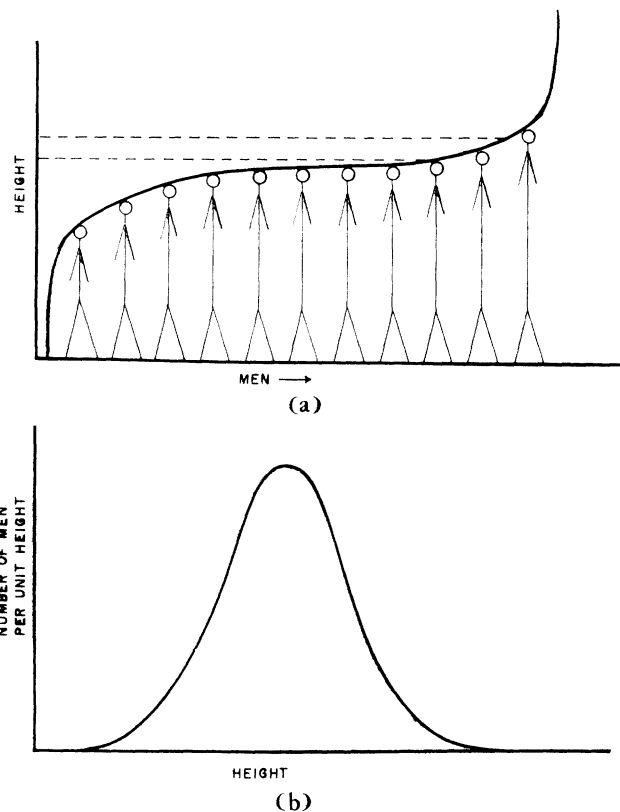 HEIGHT
MEN →
(a)
NUMBER OF MEN
PER UNIT HEIGHT
HEIGHT
(b)